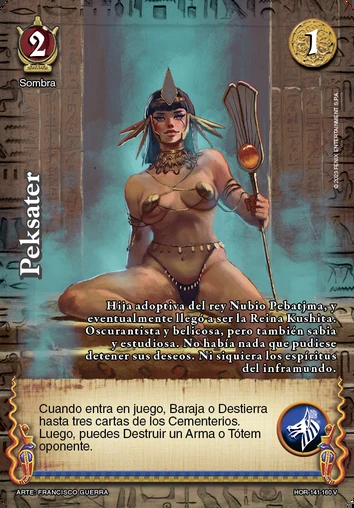 2
1
Sombra
© 2023 FENIX ENTERTAINMENT S.P.A.
Peksater
Hija adoptiva del rey Nubio Pebatjma, y
eventualmente llegó a ser la Reina Kushita.
Oscurantista y belicosa, pero también sabia
y estudiosa. No había nada que pudiese
detener sus deseos. Ni siquiera los espíritus
del inframundo.
Cuando entra en juego, Baraja o Destierra
hasta tres cartas de los Cementerios.
Luego, puedes Destruir un Arma o Tótem
oponente.
ARTE: FRANCISCO GUERRA
HOR-141-160 V